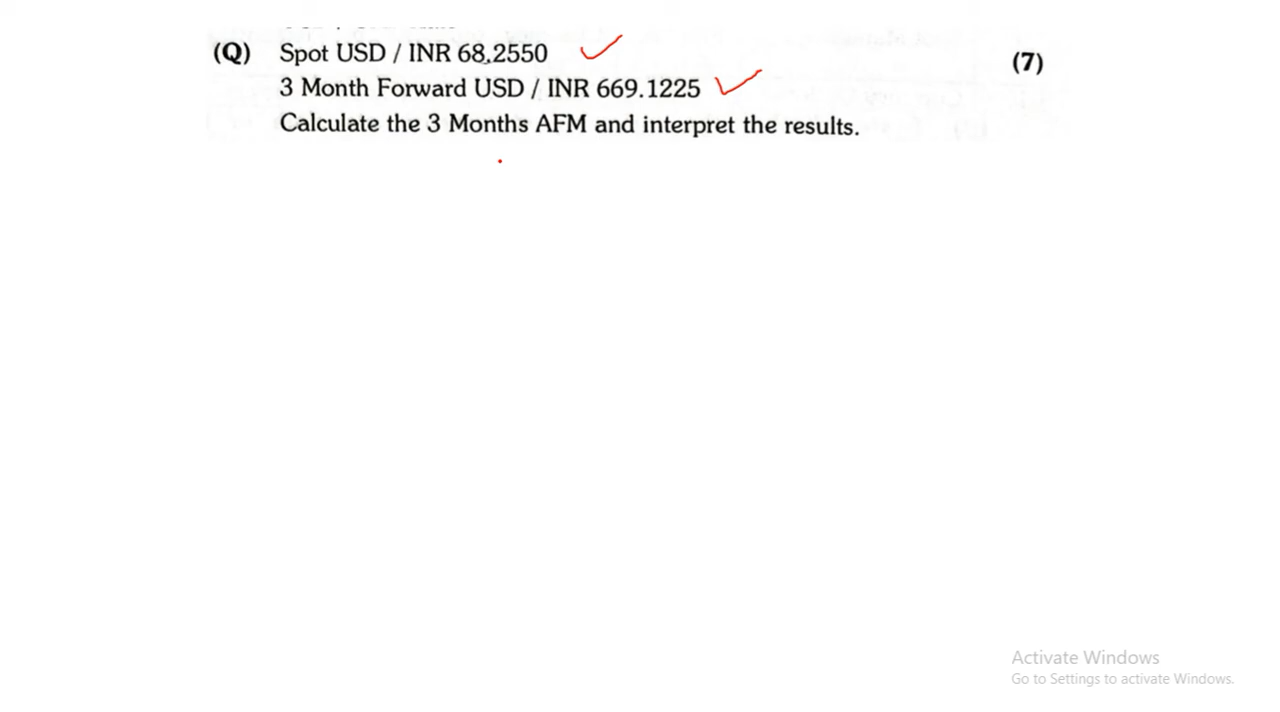 (Q) Spot USD / INR 68.2550 (7)
3 Month Forward USD / INR 669.1225
Calculate the 3 Months AFM and interpret the results.
Activate Windows
Go to Settings to activate Windows.